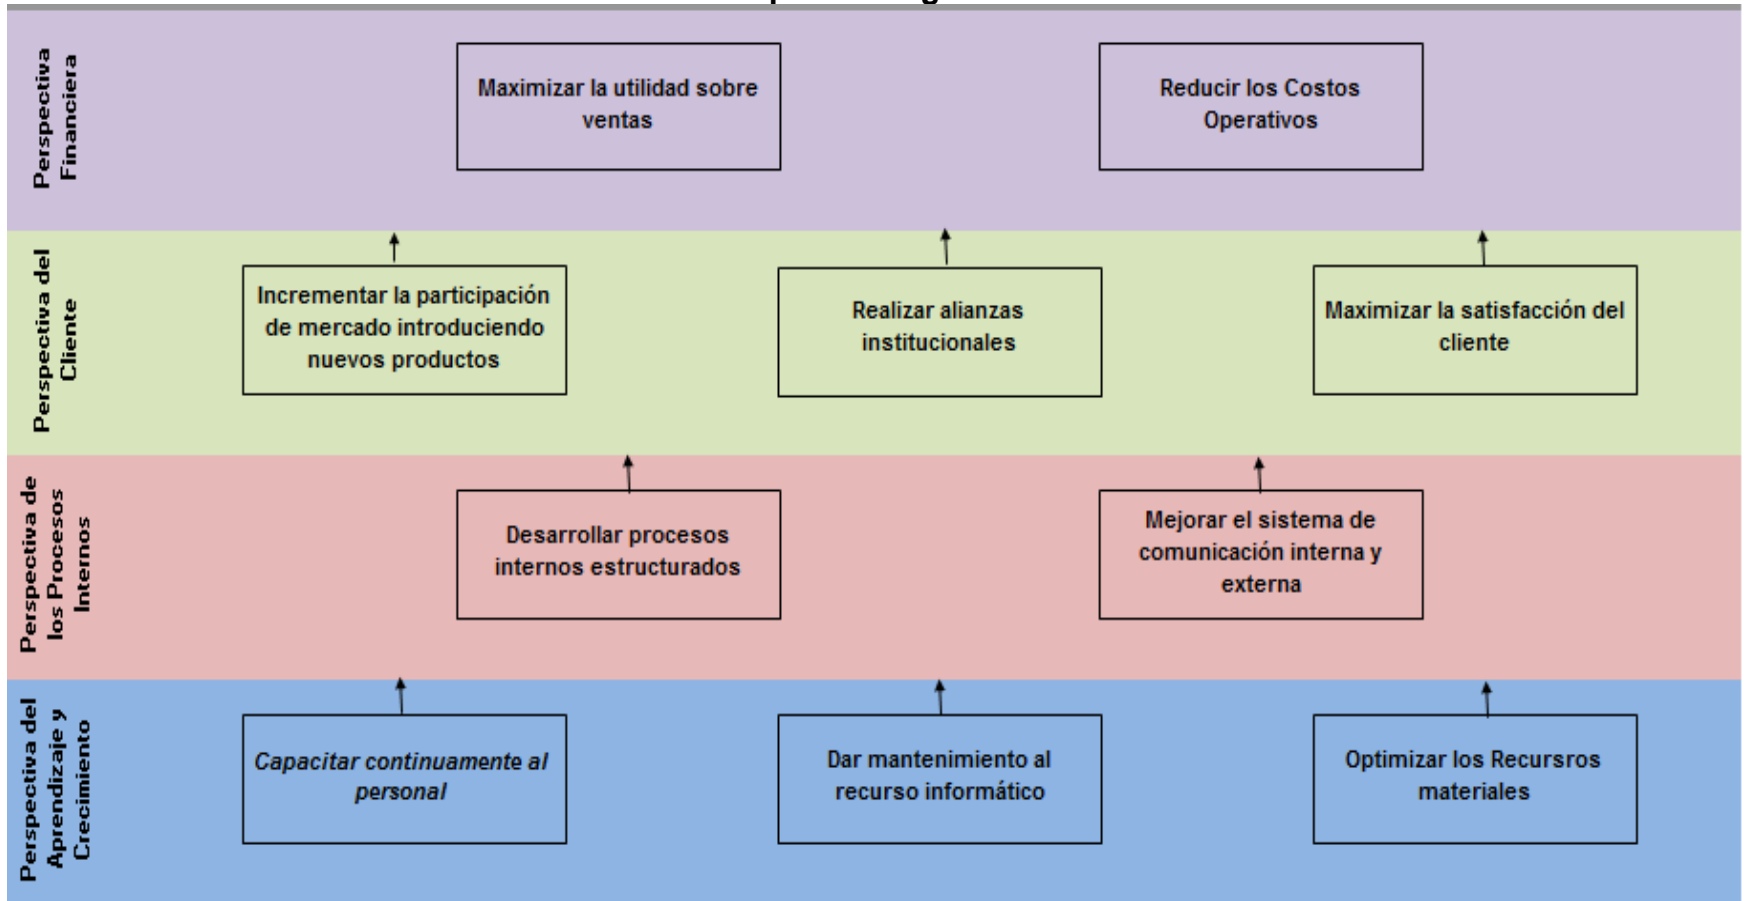 Perspectiva
Financiera
Maximizar la utilidad sobre
ventas
Reducir los Costos
Operativos
Perspectiva del
Cliente
Incrementar la participación
de mercado introduciendo
nuevos productos
Realizar alianzas
institucionales
Maximizar la satisfacción del
cliente
Perspectiva de
los Procesos
Internos
Desarrollar procesos
internos estructurados
Mejorar el sistema de
comunicación interna y
externa
Perspectiva del
Aprendizaje y
Crecimiento
Capacitar continuamente al
personal
Dar mantenimiento al
recurso informático
Optimizar los Recursros
materiales